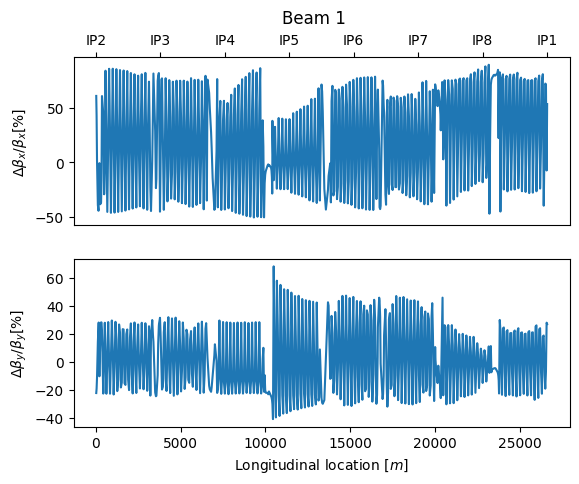 Beam 1
IP2 IP3 IP4 IP5 IP6 IP7 IP8 IP1
Δβx/βx[%]
50
0
−50
Δβy/βy[%]
60
40
20
0
−20
−40
0 5000 10000 15000 20000 25000
Longitudinal location [m]